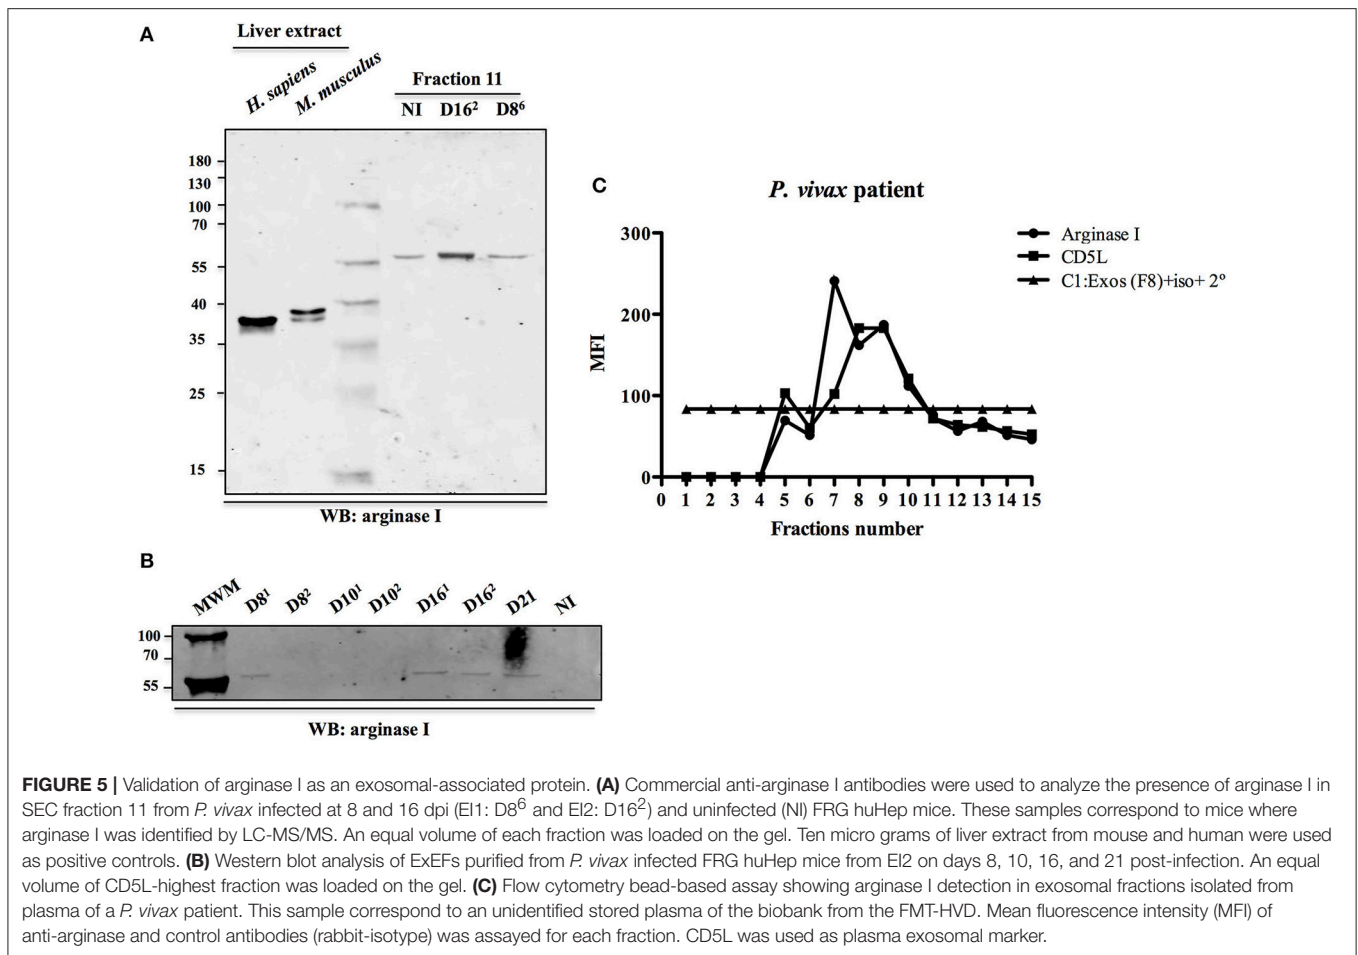 A
Liver extract
H. sapiens
M. musculus
Fraction 11
NI D16² D8⁶
180
130
100
70
55
40
35
25
15
WB: arginase I
B
MWM D8¹ D8² D10¹ D10² D16¹ D16² D21 NI
100
70
55
WB: arginase I
C
P. vivax patient
Arginase I
CD5L
C1:Exos (F8)+iso+ 2º
MFI
300
200
100
0
0 1 2 3 4 5 6 7 8 9 10 11 12 13 14 15
Fractions number
FIGURE 5 | Validation of arginase I as an exosomal-associated protein. (A) Commercial anti-arginase I antibodies were used to analyze the presence of arginase I in
SEC fraction 11 from P. vivax infected at 8 and 16 dpi (EI1: D8⁶ and EI2: D16²) and uninfected (NI) FRG huHep mice. These samples correspond to mice where
arginase I was identified by LC-MS/MS. An equal volume of each fraction was loaded on the gel. Ten micro grams of liver extract from mouse and human were used
as positive controls. (B) Western blot analysis of ExEFs purified from P. vivax infected FRG huHep mice from EI2 on days 8, 10, 16, and 21 post-infection. An equal
volume of CD5L-highest fraction was loaded on the gel. (C) Flow cytometry bead-based assay showing arginase I detection in exosomal fractions isolated from
plasma of a P. vivax patient. This sample correspond to an unidentified stored plasma of the biobank from the FMT-HVD. Mean fluorescence intensity (MFI) of
anti-arginase and control antibodies (rabbit-isotype) was assayed for each fraction. CD5L was used as plasma exosomal marker.